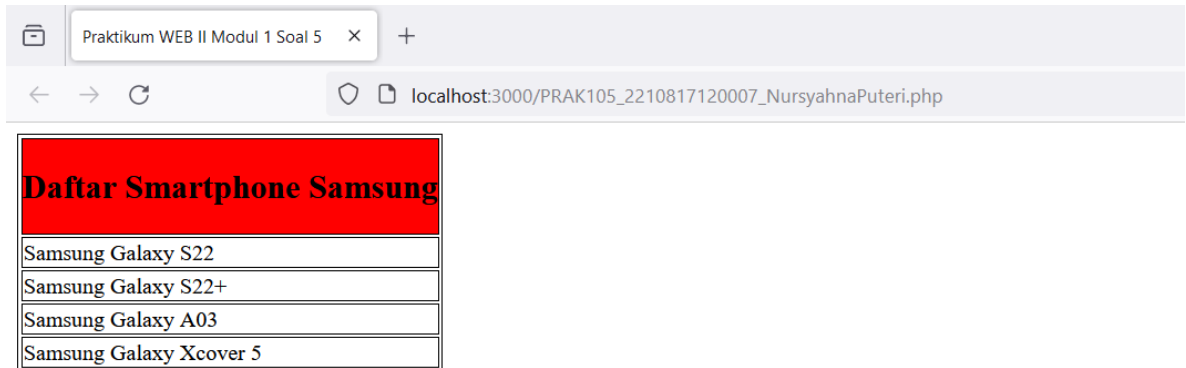 Praktikum WEB II Modul 1 Soal 5
localhost:3000/PRAK105_2210817120007_NursyahnaPuteri.php
Daftar Smartphone Samsung
Samsung Galaxy S22
Samsung Galaxy S22+
Samsung Galaxy A03
Samsung Galaxy Xcover 5